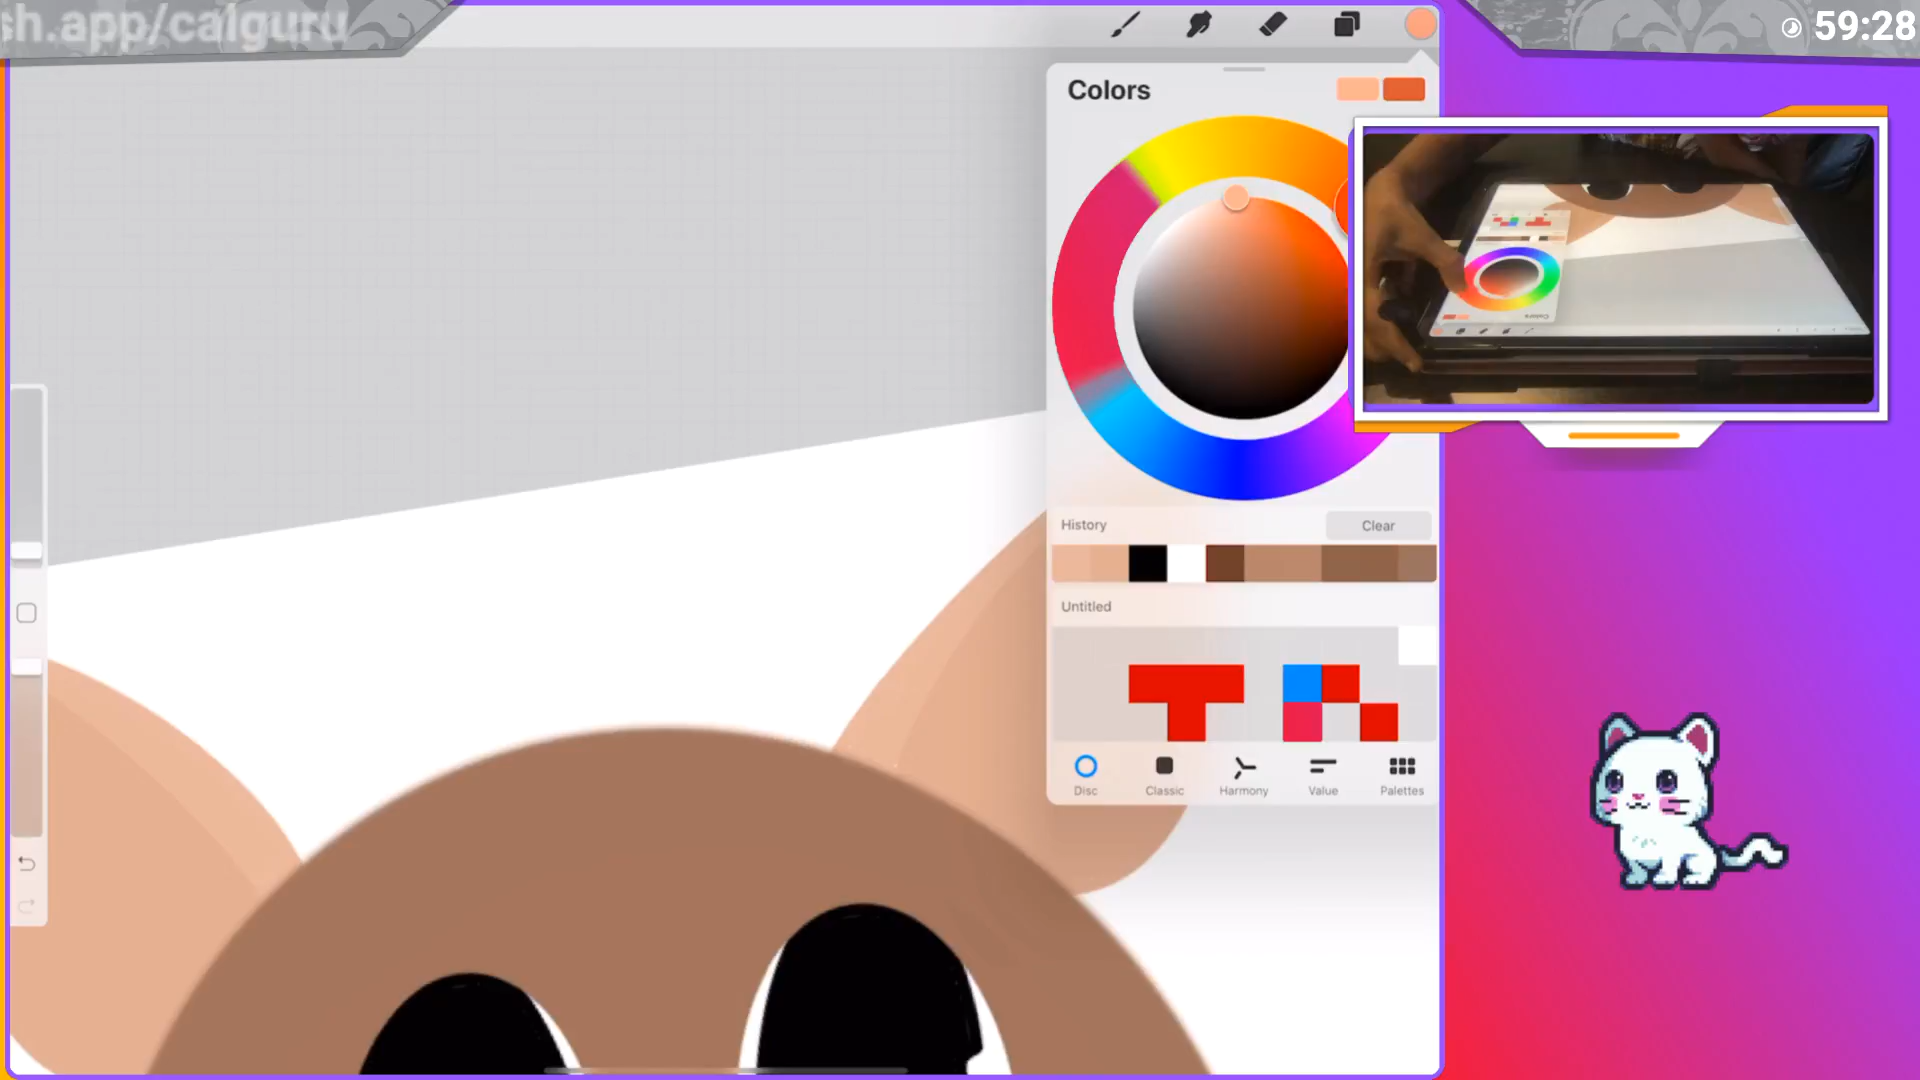 sh.app/calguru
59:28
Colors
History
Clear
Untitled
Disc
Classic
Harmony
Value
Palettes